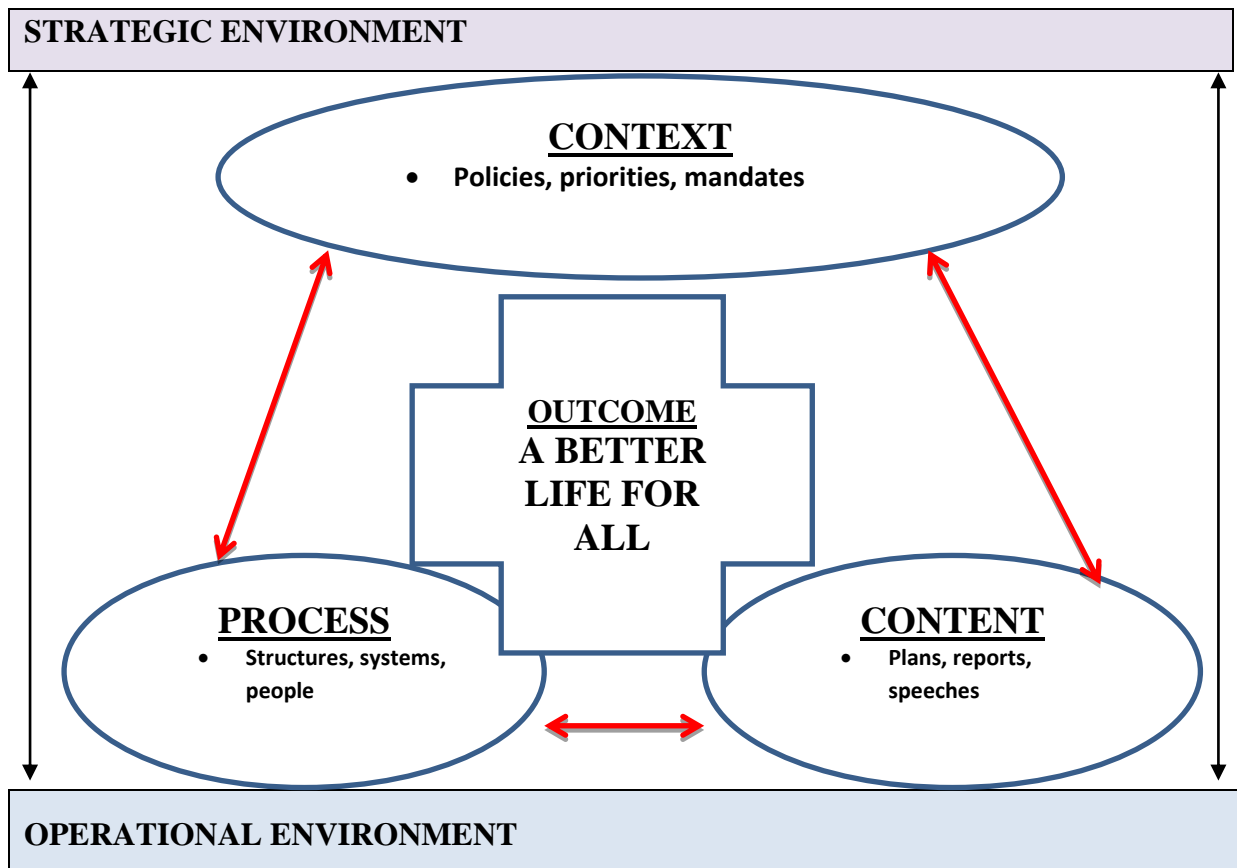 STRATEGIC ENVIRONMENT
CONTEXT
• Policies, priorities, mandates
OUTCOME
A BETTER
LIFE FOR
ALL
PROCESS
• Structures, systems,
people
CONTENT
• Plans, reports,
speeches
OPERATIONAL ENVIRONMENT